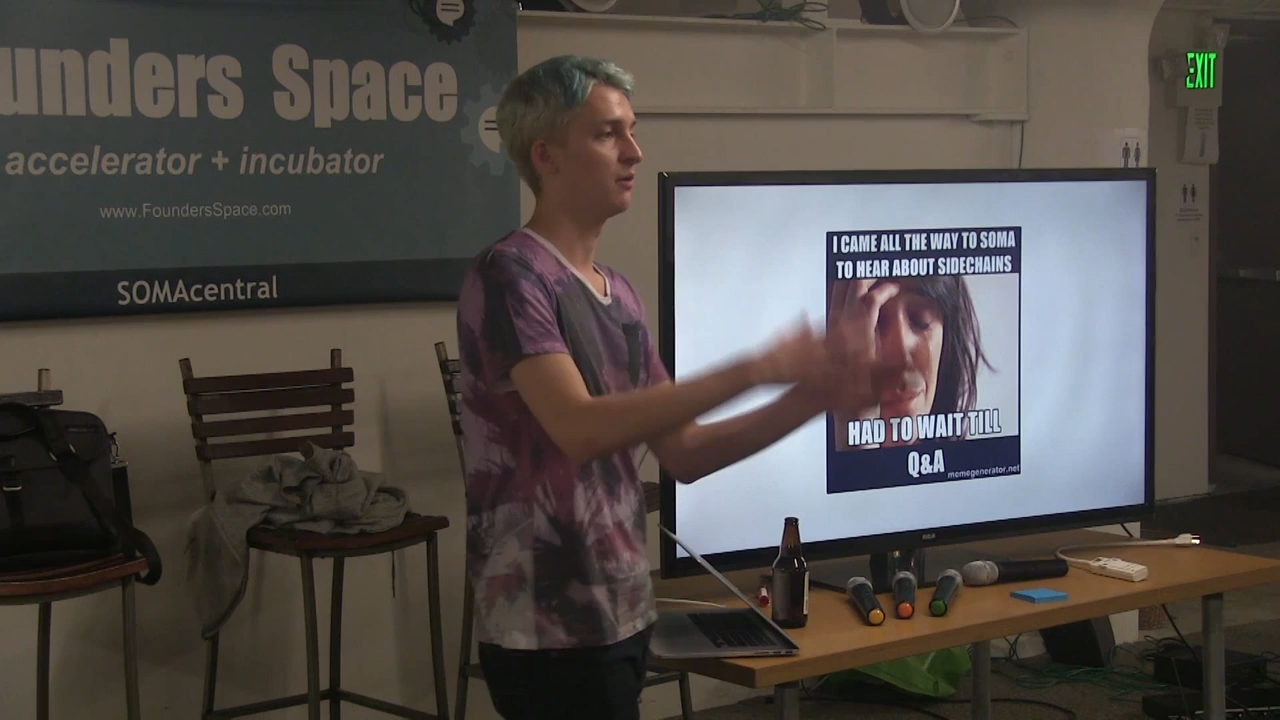 unders Space
accelerator + incubator
www.FoundersSpace.com
SOMAcentral
I CAME ALL THE WAY TO SOMA
TO HEAR ABOUT SIDECHAINS
HAD TO WAIT TILL
Q&A
memegenerator.net
RCA
EXIT